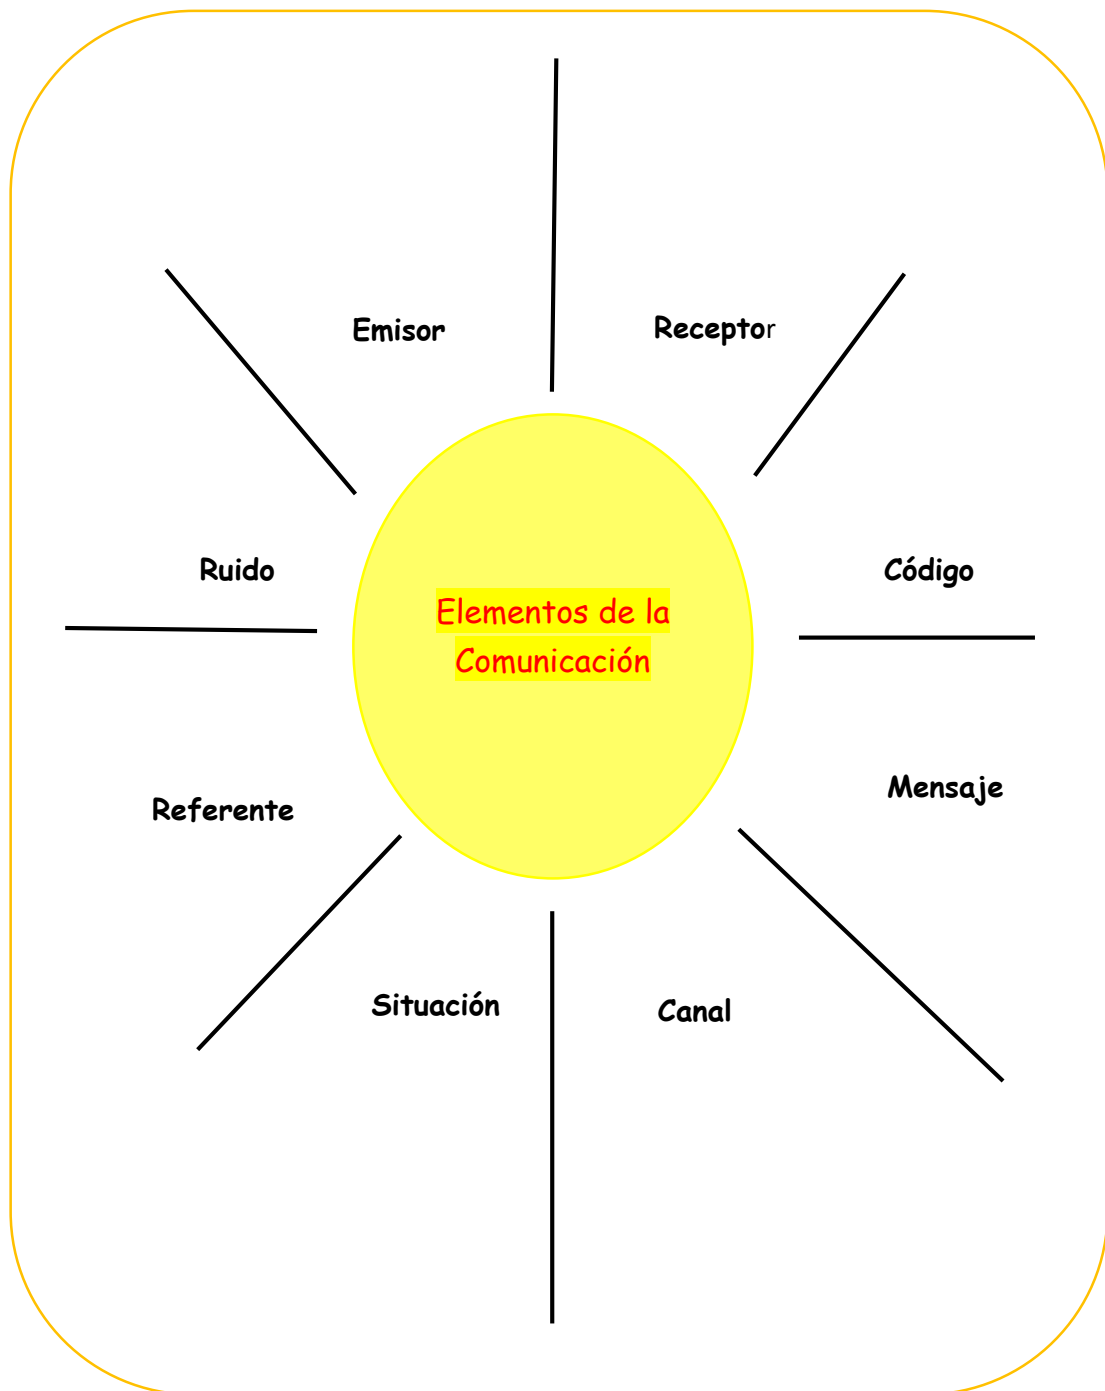 Emisor
Receptor
Ruido
Código
Elementos de la
Comunicación
Mensaje
Referente
Situación
Canal